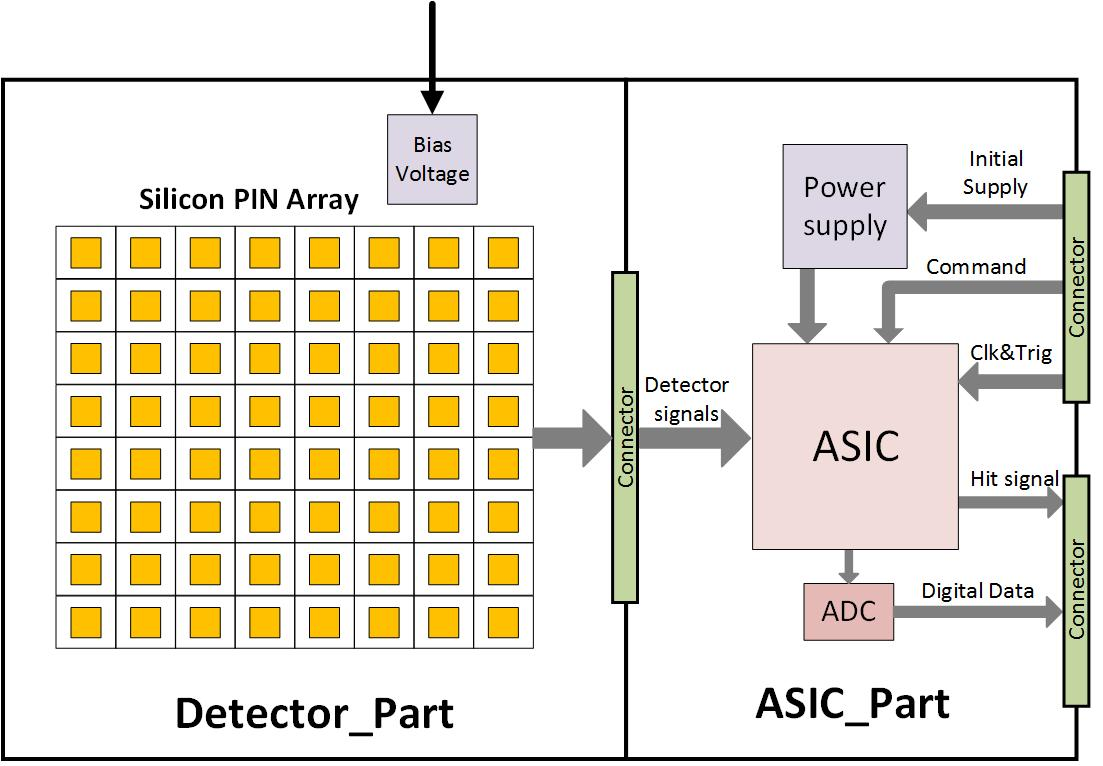 Bias
Voltage
Silicon PIN Array
Connector
Detector_Part
Power
supply
Initial
Supply
Command
Clk&Trig
Connector
Detector
signals
ASIC
Hit signal
ADC
Digital Data
Connector
ASIC_Part